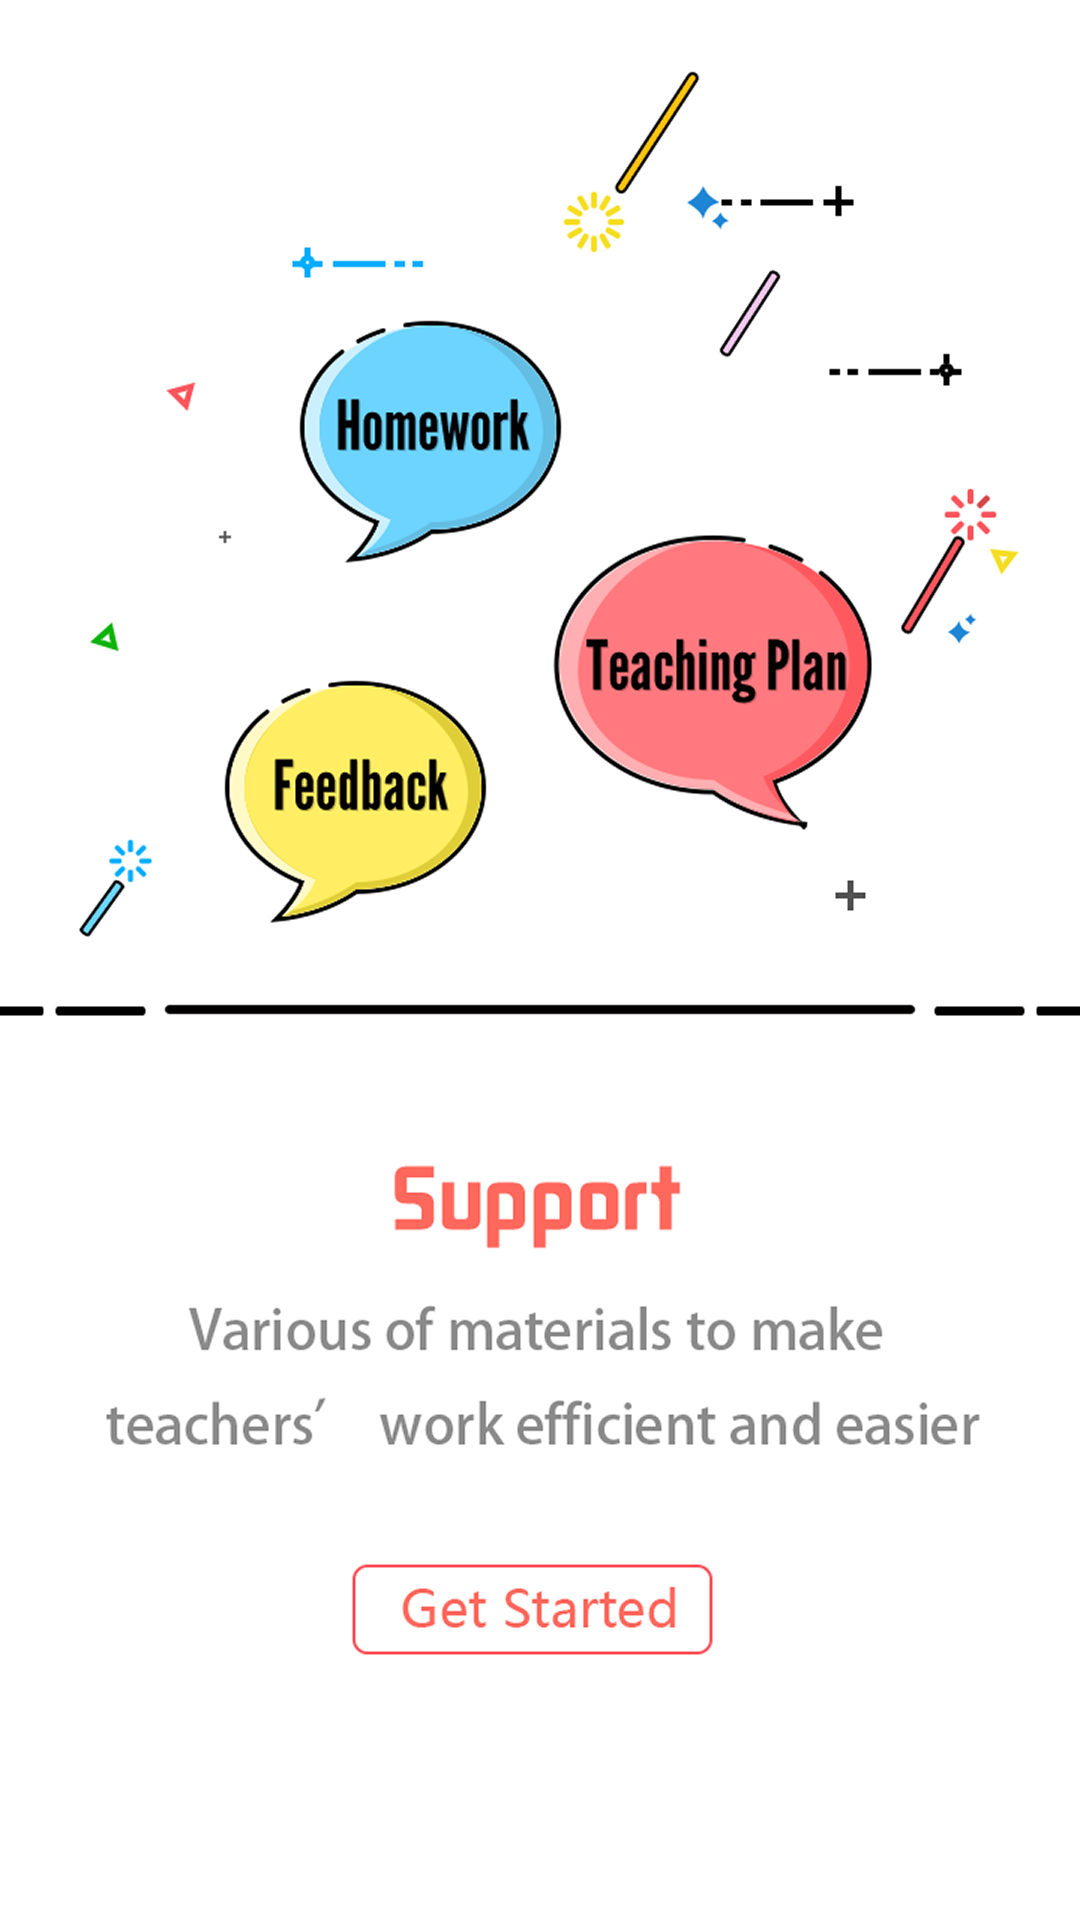 Homework
Teaching Plan
Feedback
Support
Various of materials to make
teachers’ work efficient and easier
Get Started